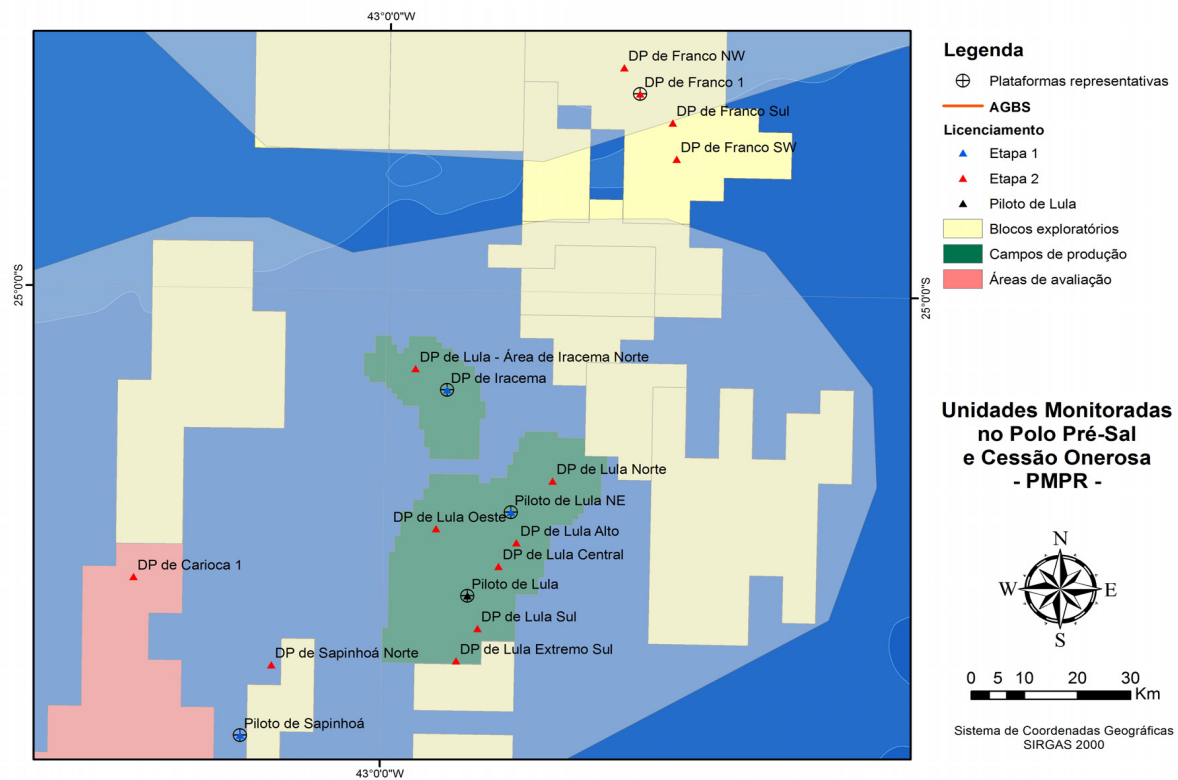 43°0'0"W
DP de Franco NW
DP de Franco 1
DP de Franco Sul
DP de Franco SW
25°0'0"S
25°0'0"S
DP de Lula - Área de Iracema Norte
DP de Iracema
DP de Lula Norte
Piloto de Lula NE
DP de Lula Oeste
DP de Lula Alto
DP de Lula Central
DP de Carioca 1
Piloto de Lula
DP de Lula Sul
DP de Lula Extremo Sul
DP de Sapinhoá Norte
Piloto de Sapinhoá
43°0'0"W
Legenda
Plataformas representativas
AGBS
Licenciamento
Etapa 1
Etapa 2
Piloto de Lula
Blocos exploratórios
Campos de produção
Áreas de avaliação
Unidades Monitoradas
no Polo Pré-Sal
e Cessão Onerosa
- PMPR -
N
W E
S
0 5 10 20 30
Km
Sistema de Coordenadas Geográficas
SIRGAS 2000